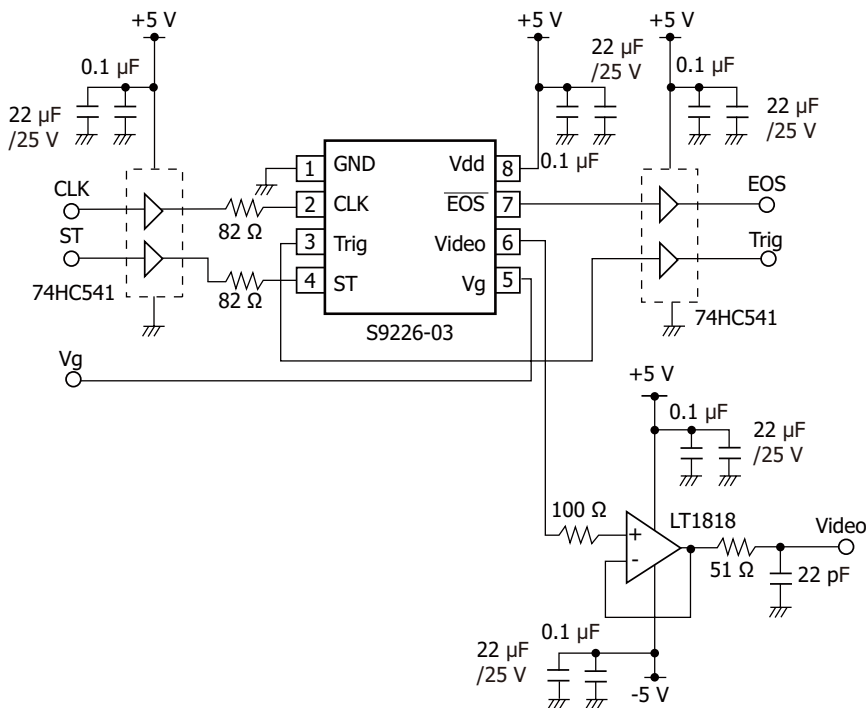 +5 V
+5 V
+5 V
0.1 µF
22 µF
/25 V
0.1 µF
22 µF
/25 V
22 µF
/25 V
0.1 µF
1
GND
Vdd
8
CLK
82 Ω
2
CLK
EOS
7
EOS
ST
3
Trig
Video
6
Trig
74HC541
82 Ω
4
ST
Vg
5
74HC541
S9226-03
Vg
+5 V
0.1 µF
22 µF
/25 V
100 Ω
+
-
LT1818
51 Ω
Video
22 pF
22 µF
/25 V
0.1 µF
-5 V